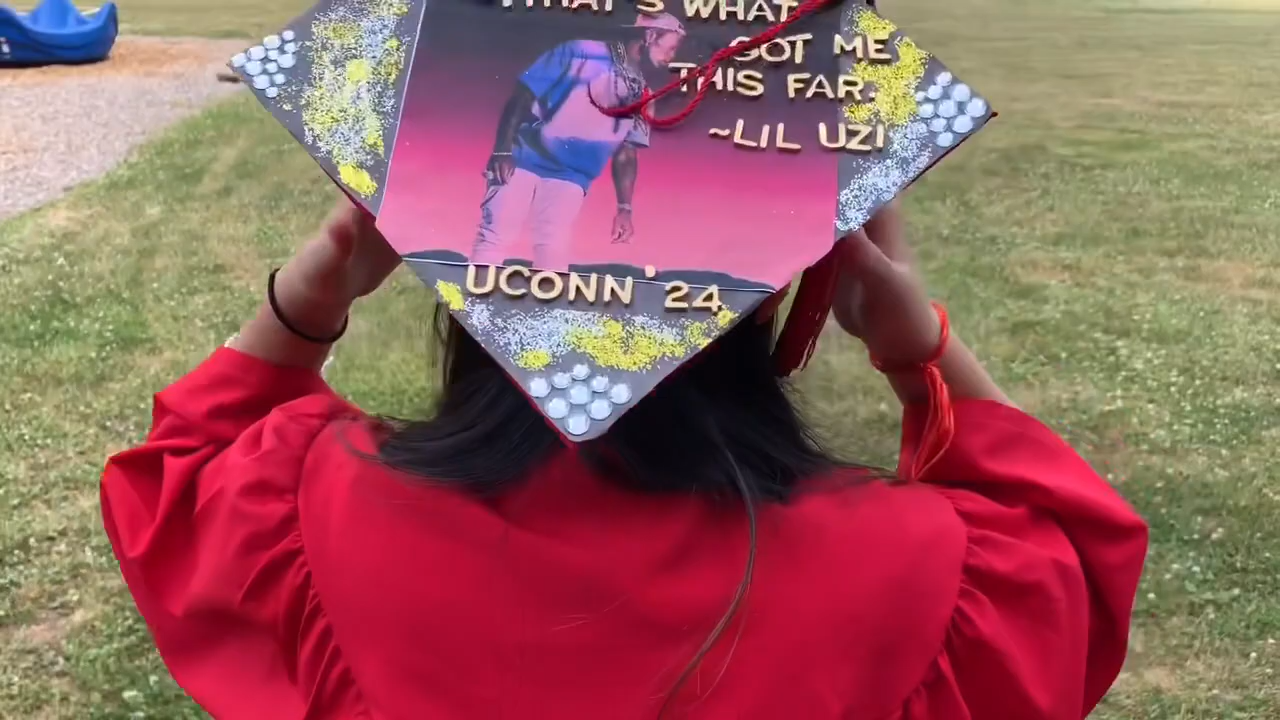 THAT'S WHAT
GOT ME
THIS FAR.
~LIL UZI
UCONN '24